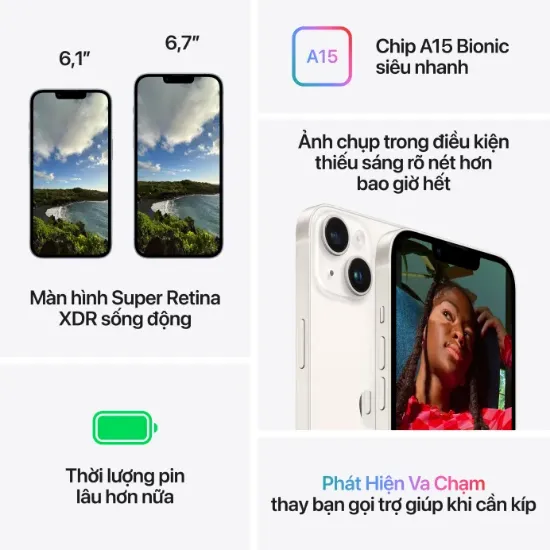 6,1”
6,7”
Màn hình Super Retina
XDR sống động
A15
Chip A15 Bionic
siêu nhanh
Ảnh chụp trong điều kiện
thiếu sáng rõ nét hơn
bao giờ hết
Thời lượng pin
lâu hơn nữa
Phát Hiện Va Chạm
thay bạn gọi trợ giúp khi cần kíp